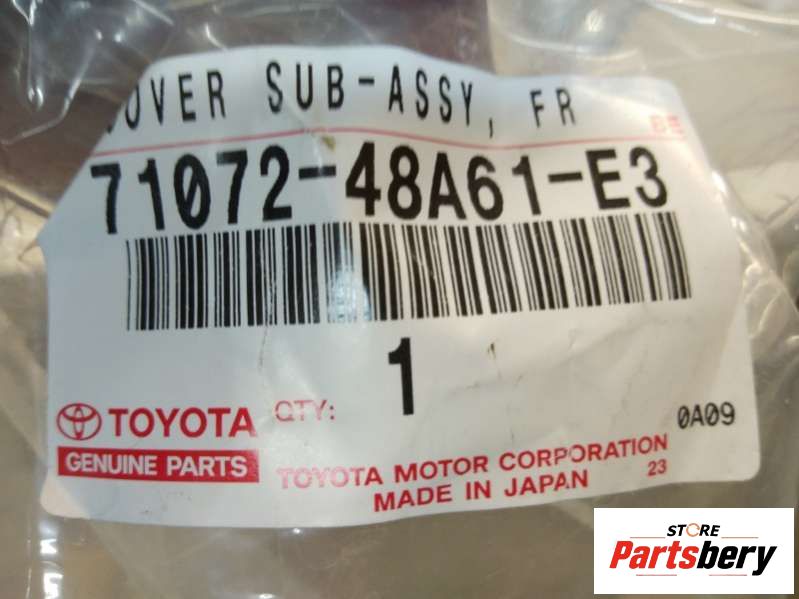 COVER SUB-ASSY, FR
71072-48A61-E3
QTY: 1
0A09
TOYOTA
GENUINE PARTS
TOYOTA MOTOR CORPORATION
MADE IN JAPAN 23
STORE
Partsbery